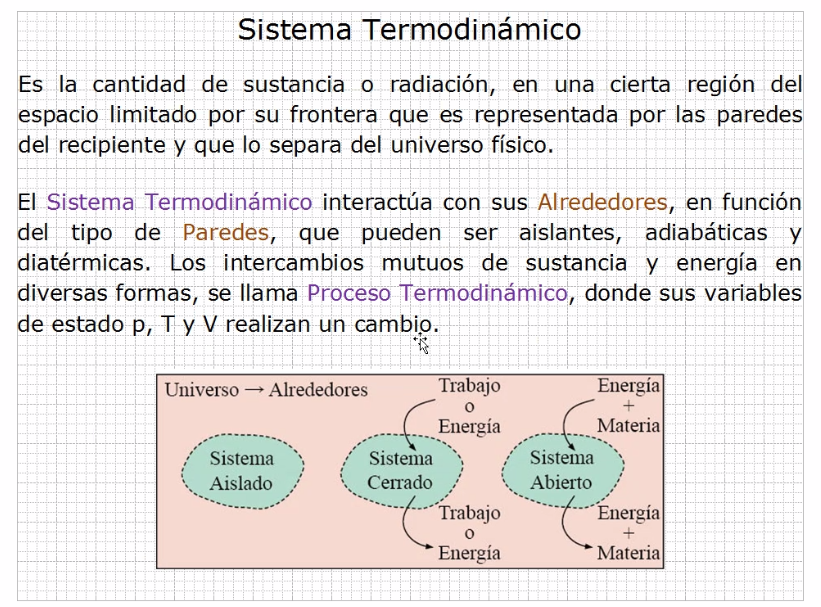 Sistema Termodinámico
Es la cantidad de sustancia o radiación, en una cierta región del
espacio limitado por su frontera que es representada por las paredes
del recipiente y que lo separa del universo físico.
El Sistema Termodinámico interactúa con sus Alrededores, en función
del tipo de Paredes, que pueden ser aislantes, adiabáticas y
diatérmicas. Los intercambios mutuos de sustancia y energía en
diversas formas, se llama Proceso Termodinámico, donde sus variables
de estado p, T y V realizan un cambio.
Universo → Alrededores
Trabajo
o
Energía
Energía
+
Materia
Sistema
Aislado
Sistema
Cerrado
Sistema
Abierto
Trabajo
o
Energía
Energía
+
Materia